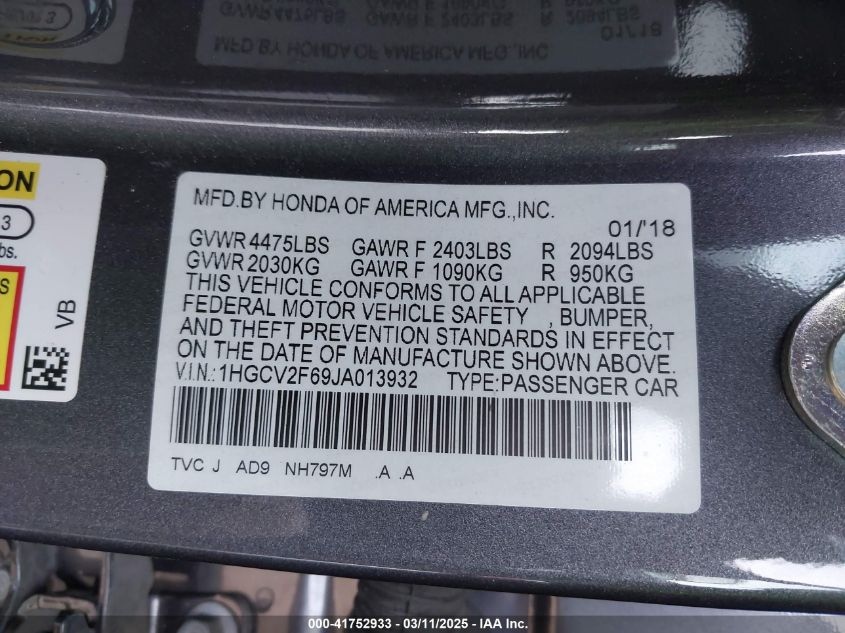 MFD.BY HONDA OF AMERICA MFG.,INC.
01/'18
GVWR 4475LBS GAWR F 2403LBS R 2094LBS
GVWR 2030KG GAWR F 1090KG R 950KG
THIS VEHICLE CONFORMS TO ALL APPLICABLE
FEDERAL MOTOR VEHICLE SAFETY , BUMPER,
AND THEFT PREVENTION STANDARDS IN EFFECT
ON THE DATE OF MANUFACTURE SHOWN ABOVE.
V.I.N.: 1HGCV2F69JA013932 TYPE:PASSENGER CAR
TVC J AD9 NH797M .A .A
ON
3
bs.
S
VB
000-41752933 - 03/11/2025 - IAA Inc.